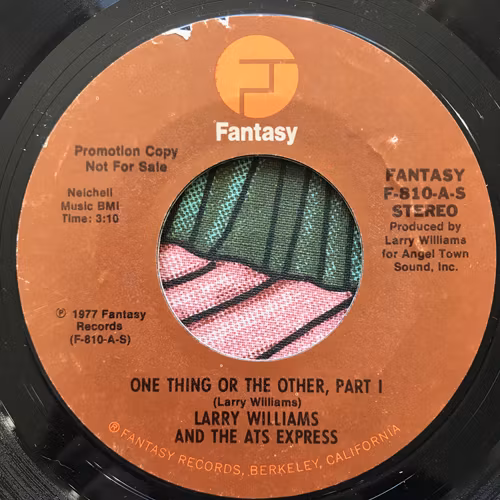 Fantasy
Promotion Copy
Not For Sale
Neichell
Music BMI
Time: 3:10
FANTASY
F-810-A-S
STEREO
Produced by
Larry Williams
for Angel Town
Sound, Inc.
℗ 1977 Fantasy
Records
(F-810-A-S)
ONE THING OR THE OTHER, PART I
(Larry Williams)
LARRY WILLIAMS
AND THE ATS EXPRESS
® FANTASY RECORDS, BERKELEY, CALIFORNIA